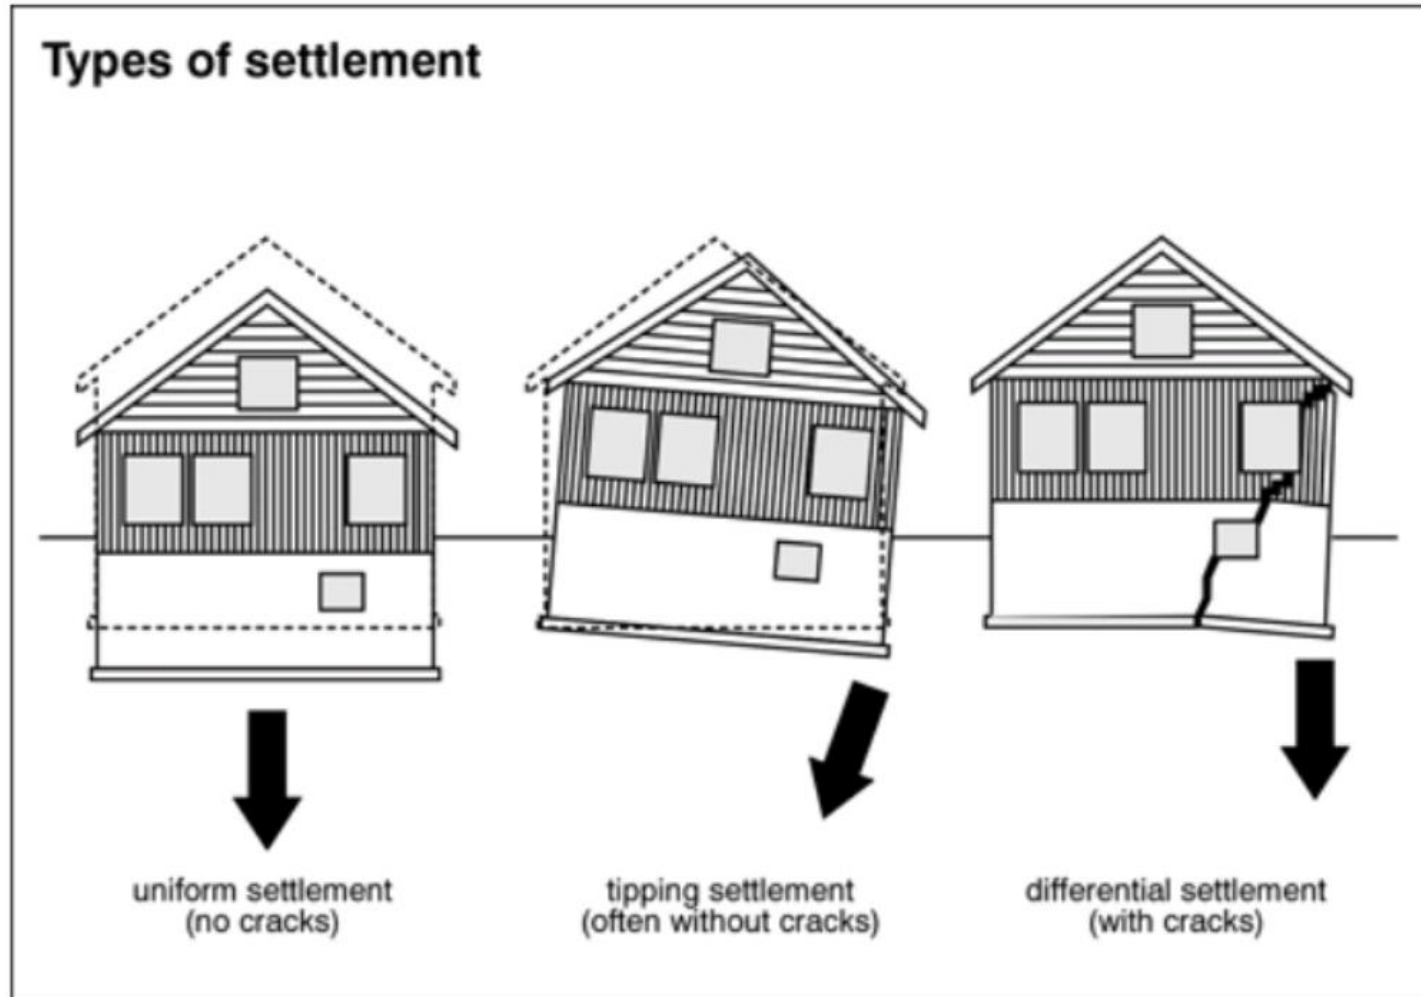 Types of settlement
uniform settlement
(no cracks)
tipping settlement
(often without cracks)
differential settlement
(with cracks)